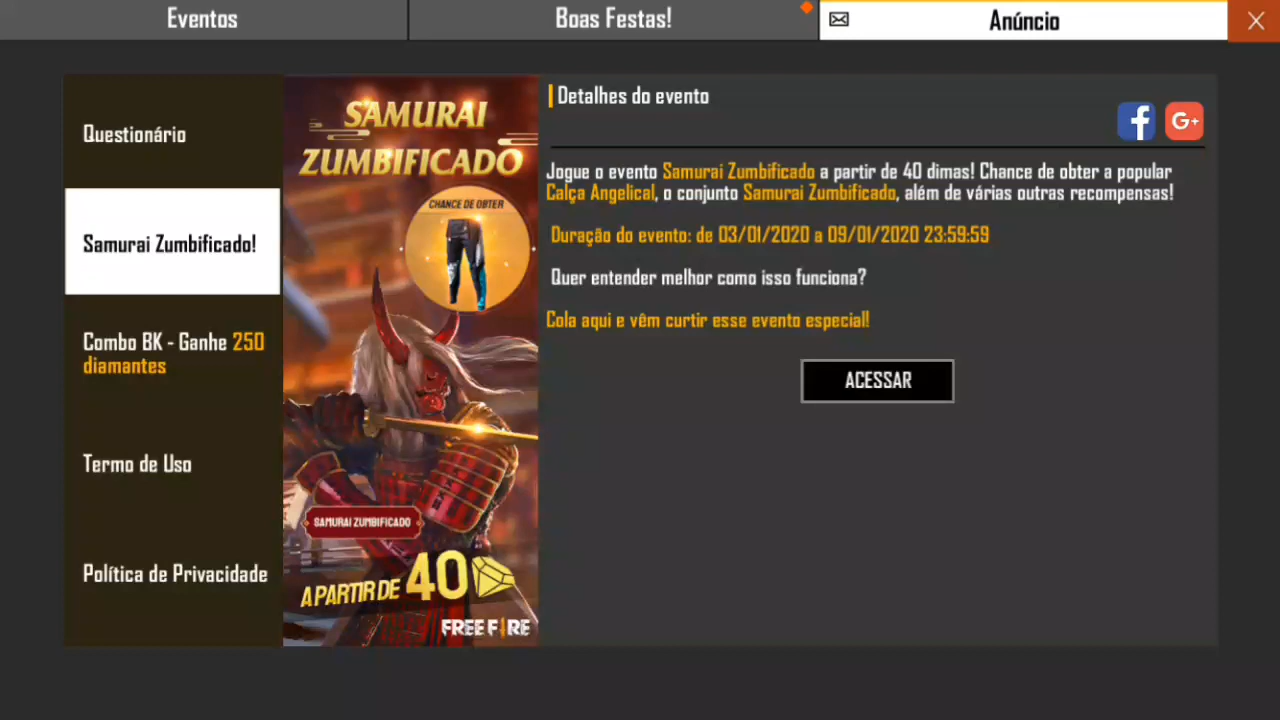 Eventos
Boas Festas!
Anúncio
Questionário
Samurai Zumbificado!
Combo BK - Ganhe 250
diamantes
Termo de Uso
Política de Privacidade
SAMURAI
ZUMBIFICADO
CHANCE DE OBTER
SAMURAI ZUMBIFICADO
A PARTIR DE 40
FREE FIRE
Detalhes do evento
f G+
Jogue o evento Samurai Zumbificado a partir de 40 dimas! Chance de obter a popular
Calça Angelical, o conjunto Samurai Zumbificado, além de várias outras recompensas!
Duração do evento: de 03/01/2020 a 09/01/2020 23:59:59
Quer entender melhor como isso funciona?
Cola aqui e vêm curtir esse evento especial!
ACESSAR